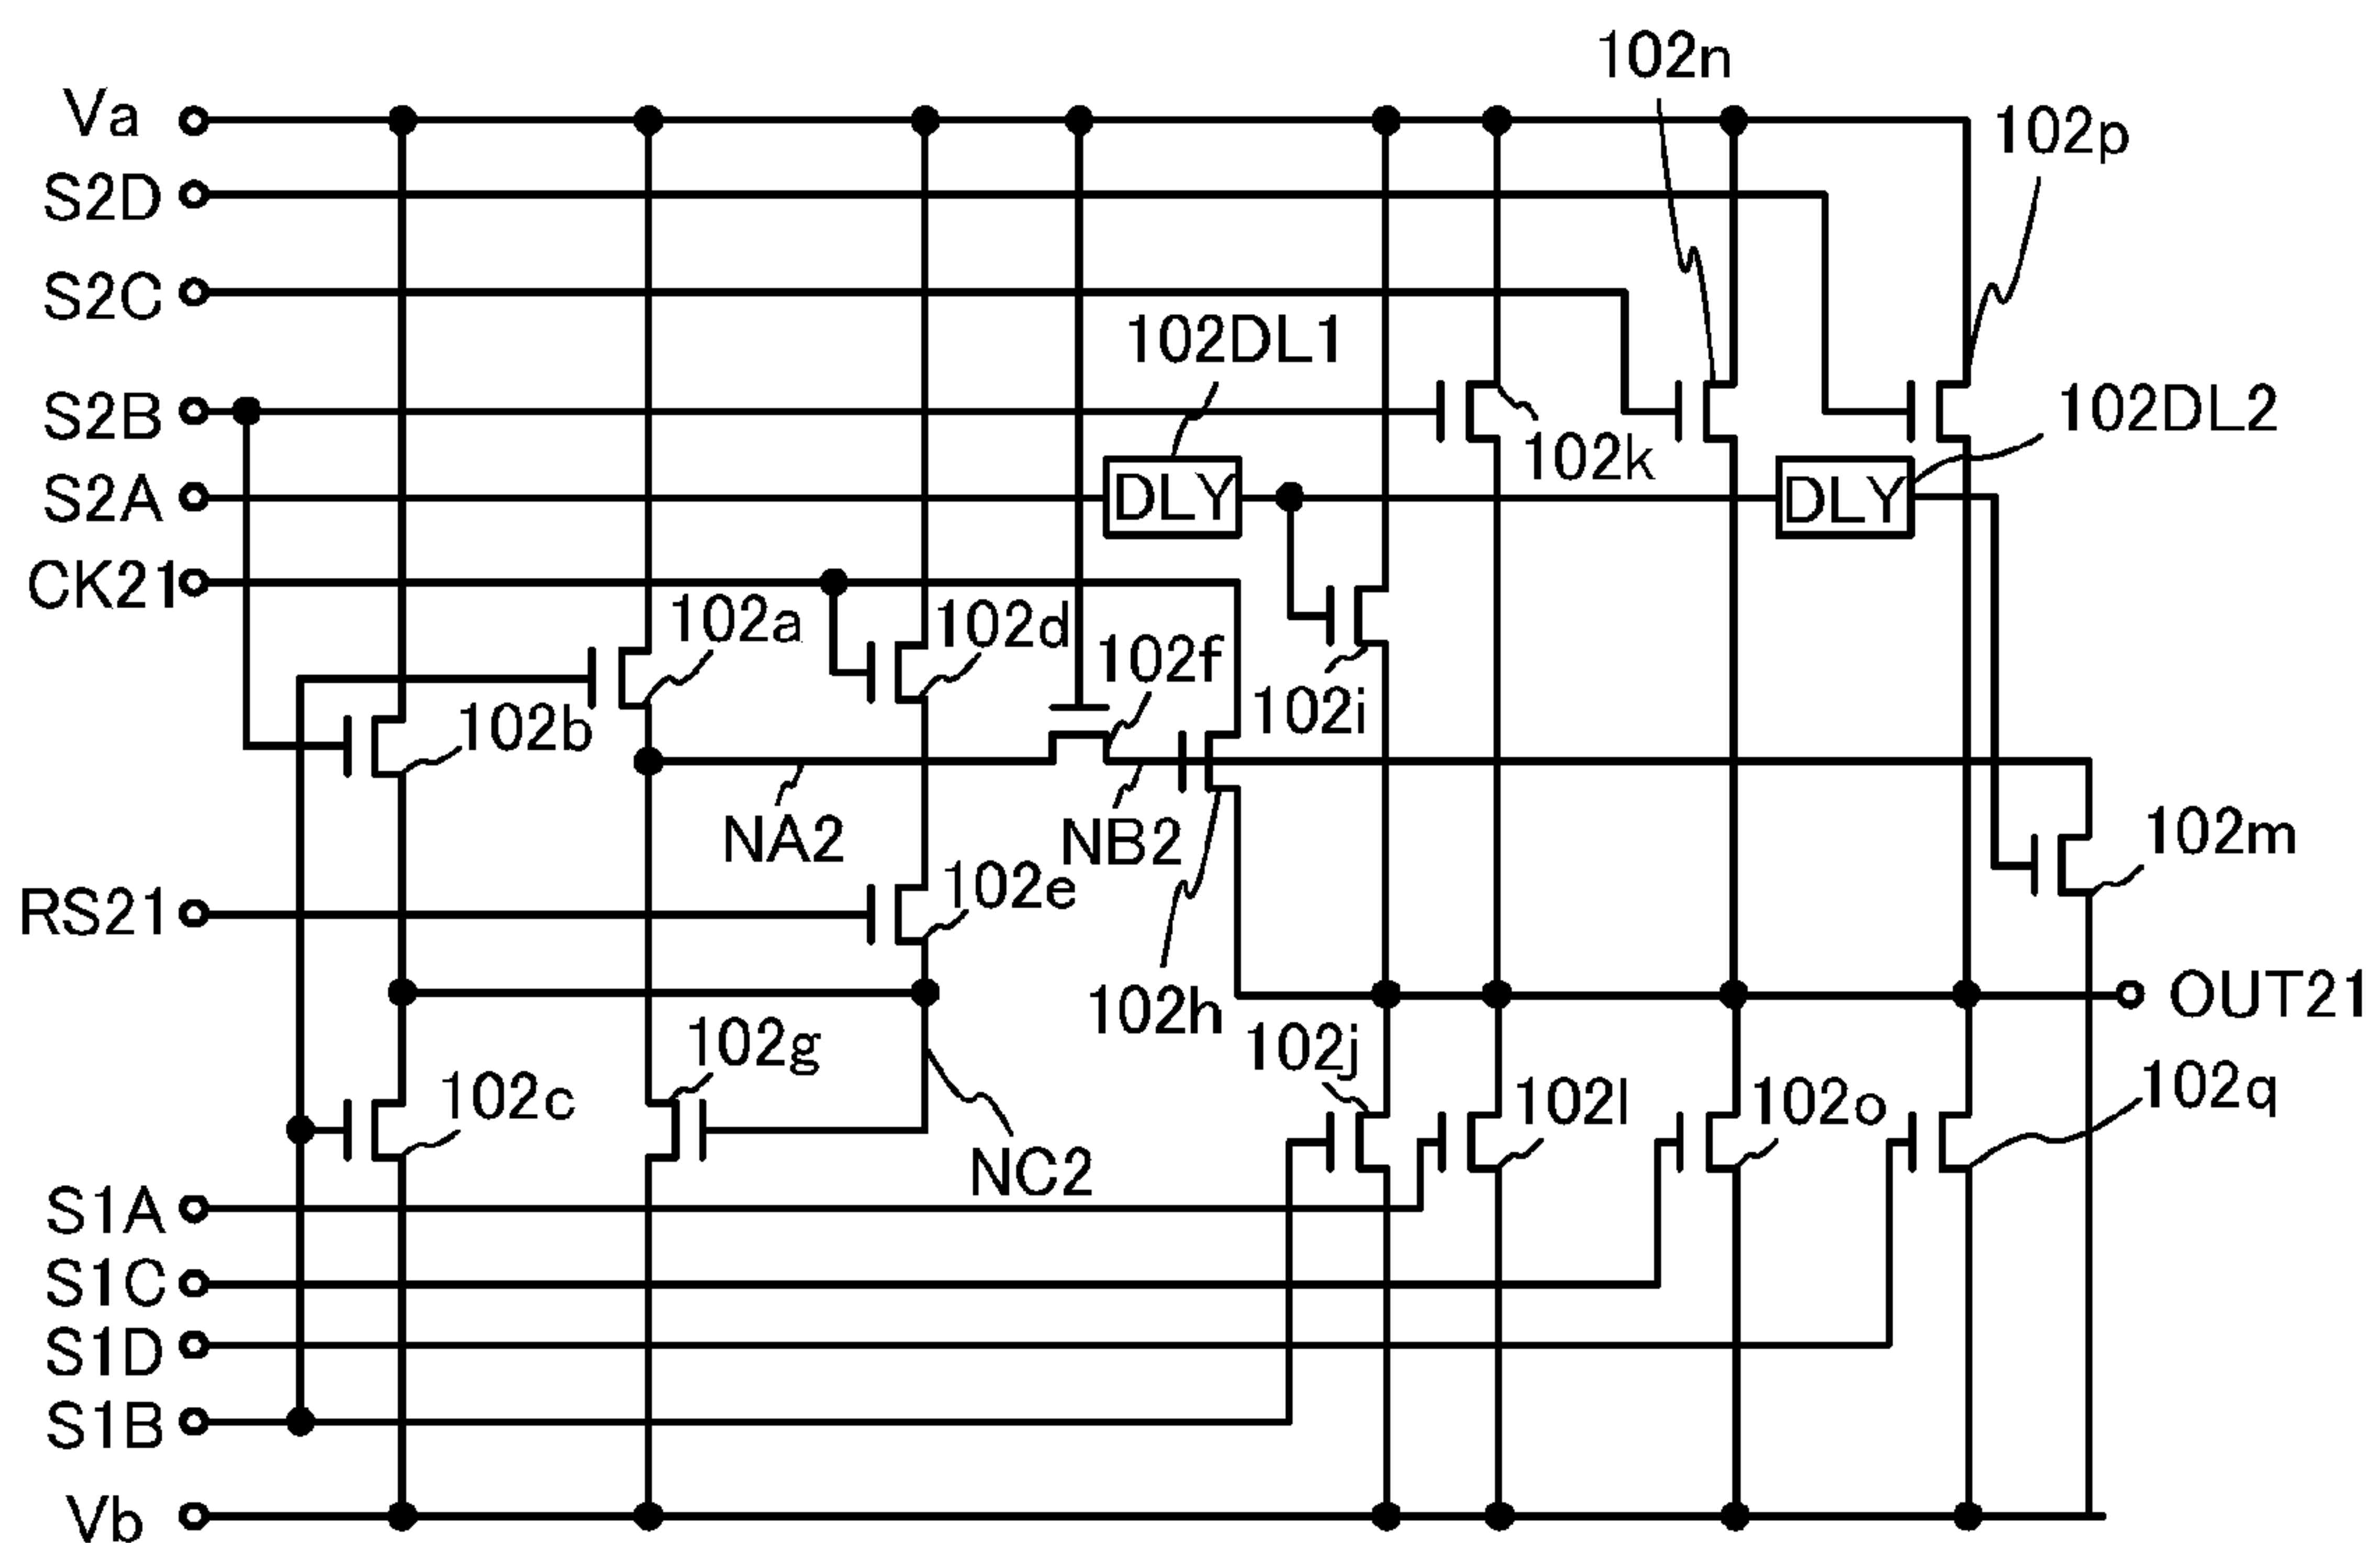 102n
Va
102p
S2D
S2C
102DL1
S2B
102DL2
102k
S2A
DLY
DLY
CK21
102a
102d
102f
102i
102b
NA2
NB2
102m
102e
RS21
102h
OUT21
102g
102j
102c
102l
102o
102q
NC2
S1A
S1C
S1D
S1B
Vb